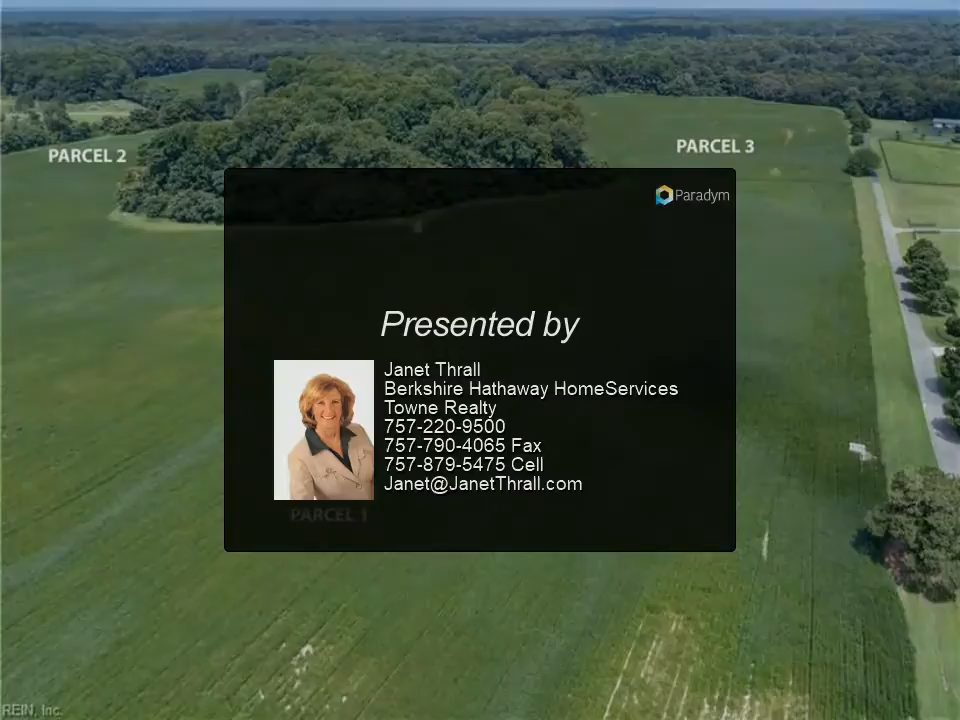 PARCEL 2
PARCEL 3
Paradym
Presented by
Janet Thrall
Berkshire Hathaway HomeServices
Towne Realty
757-220-9500
757-790-4065 Fax
757-879-5475 Cell
Janet@JanetThrall.com
PARCEL 1
REIN, Inc.